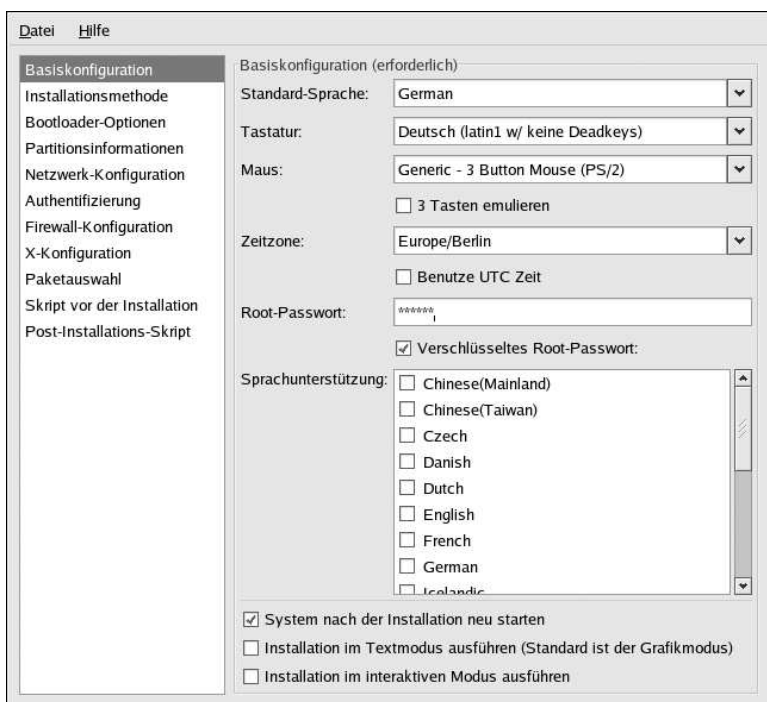 Datei Hilfe
Basiskonfiguration
Installationsmethode
Bootloader-Optionen
Partitionsinformationen
Netzwerk-Konfiguration
Authentifizierung
Firewall-Konfiguration
X-Konfiguration
Paketauswahl
Skript vor der Installation
Post-Installations-Skript
Basiskonfiguration (erforderlich)
Standard-Sprache: German
Tastatur: Deutsch (latin1 w/ keine Deadkeys)
Maus: Generic - 3 Button Mouse (PS/2)
3 Tasten emulieren
Zeitzone: Europe/Berlin
Benutze UTC Zeit
Root-Passwort: ******
Verschlüsseltes Root-Passwort:
Sprachunterstützung: Chinese(Mainland)
Chinese(Taiwan)
Czech
Danish
Dutch
English
French
German
Icelandic
System nach der Installation neu starten
Installation im Textmodus ausführen (Standard ist der Grafikmodus)
Installation im interaktiven Modus ausführen